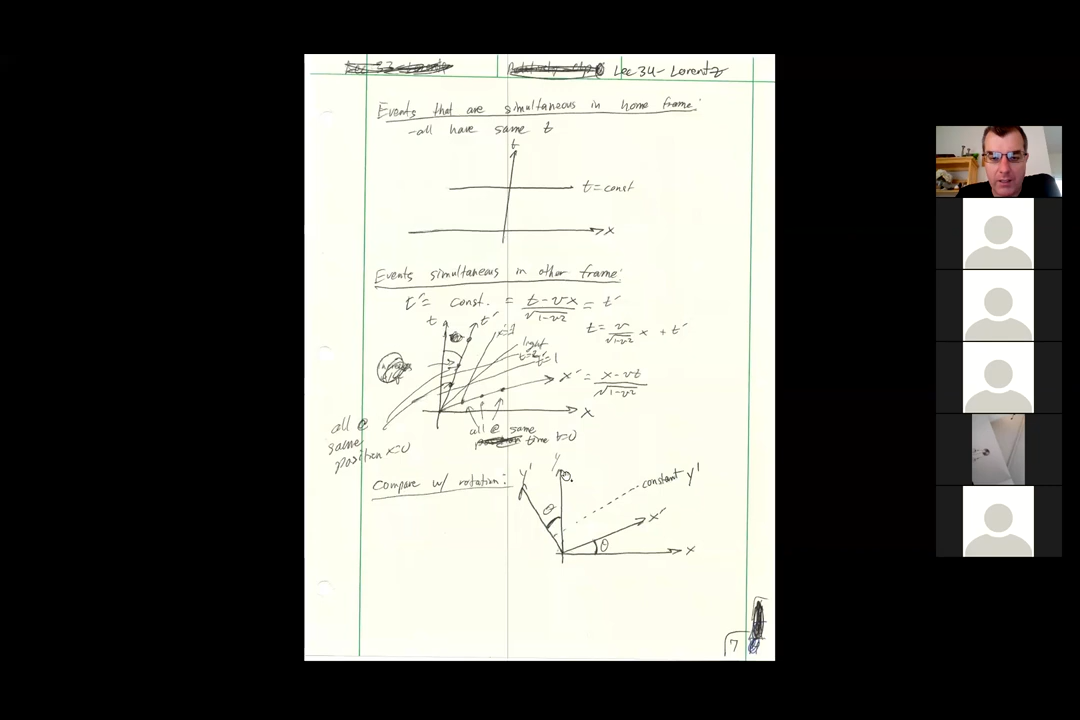 Lec 34 - Lorentz
Events that are simultaneous in home frame:
- all have same t
t
t = const
x
Events simultaneous in other frame:
t' = const. = t - vx / √1-v² = t'
t = v / √1-v² x + t'
t
t'
x'=1
light
t'=1
x' = x - vt / √1-v²
x
all @
same
position x=0
all @ same
time t=0
Compare w/ rotation:
y'
y
constant y'
θ
x'
θ
x
7